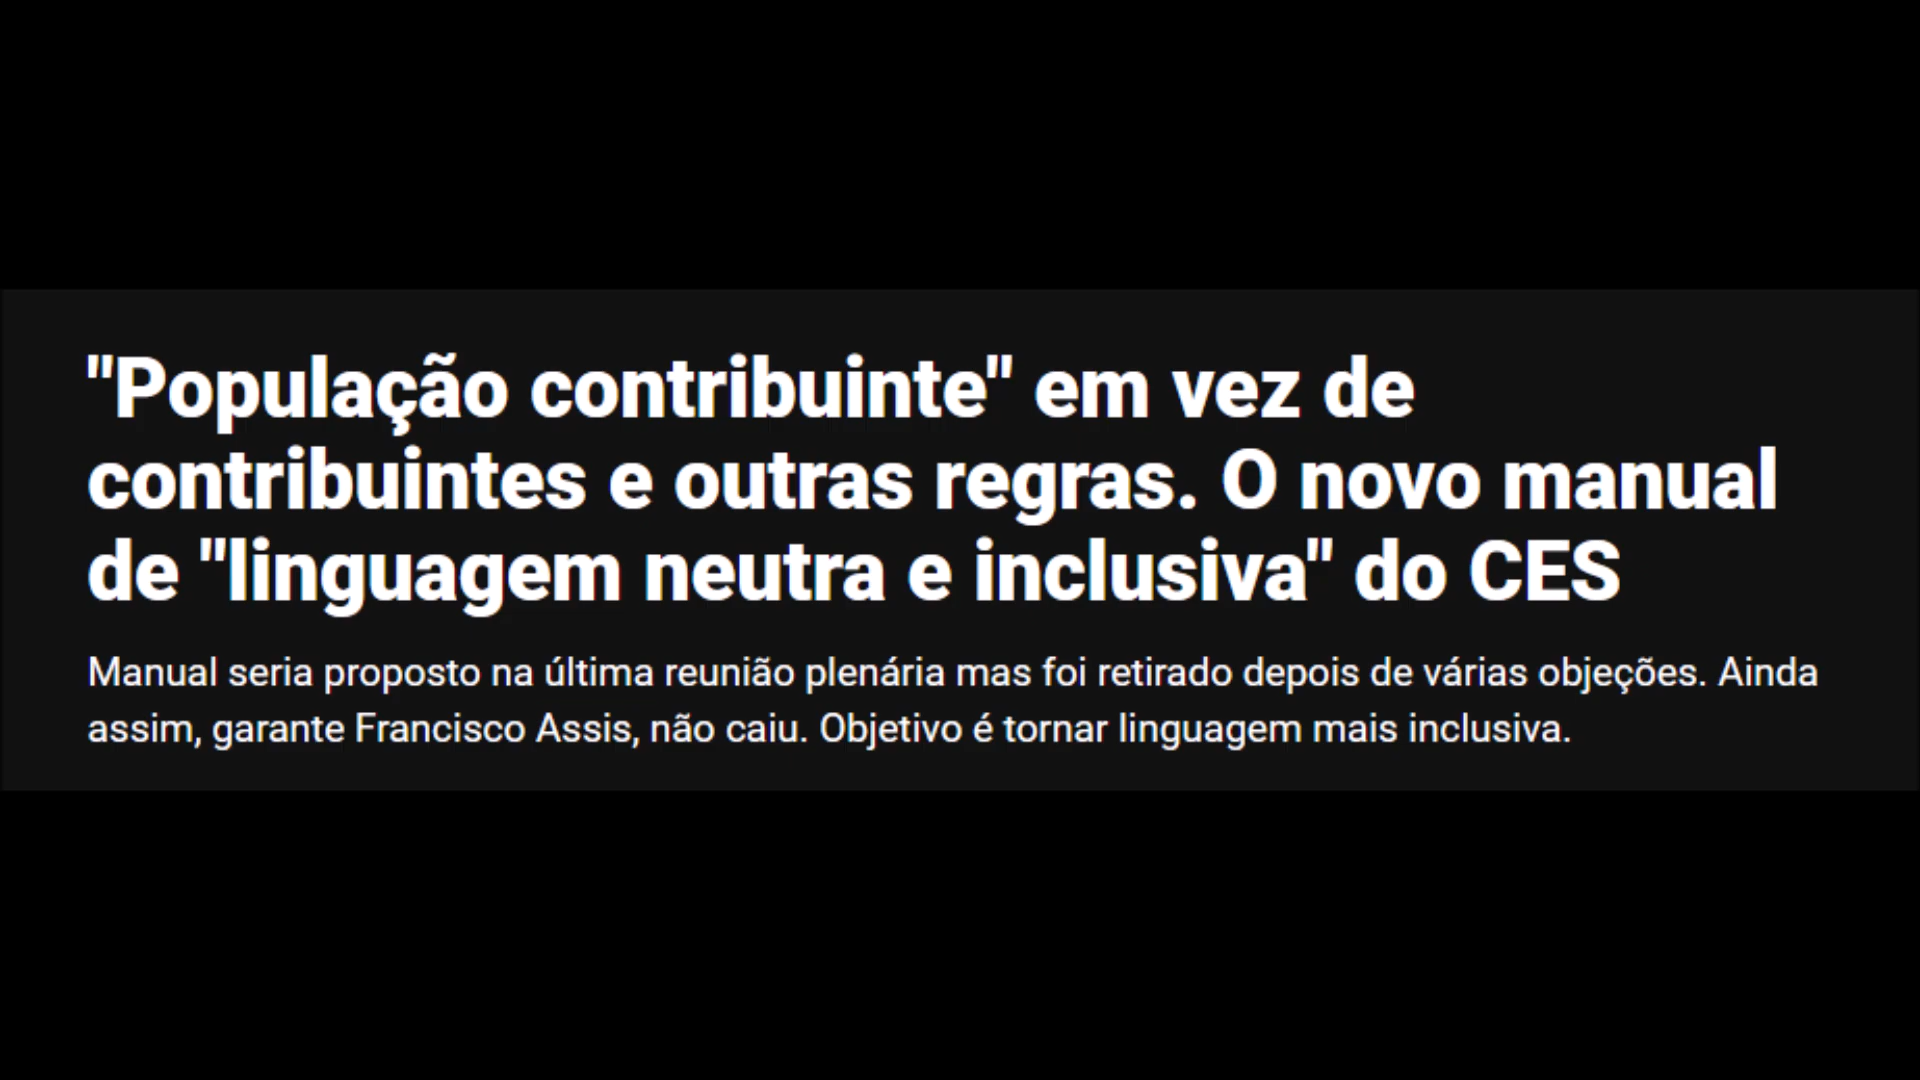 "População contribuinte" em vez de
contribuintes e outras regras. O novo manual
de "linguagem neutra e inclusiva" do CES
Manual seria proposto na última reunião plenária mas foi retirado depois de várias objeções. Ainda
assim, garante Francisco Assis, não caiu. Objetivo é tornar linguagem mais inclusiva.